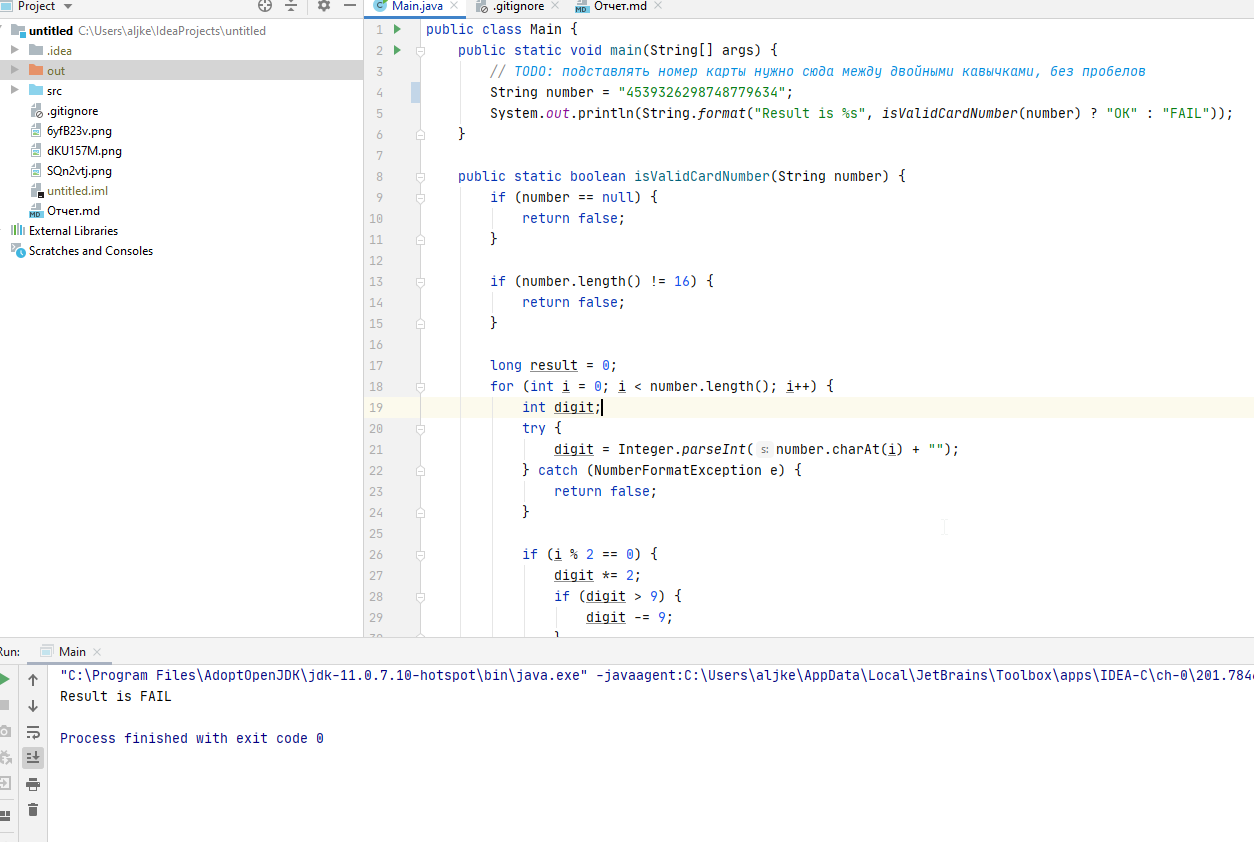 Project
Main.java
.gitignore
Отчет.md
untitled C:\Users\aljke\IdeaProjects\untitled
.idea
out
src
.gitignore
6yfB23v.png
dKU157M.png
SQn2vtj.png
untitled.iml
Отчет.md
External Libraries
Scratches and Consoles
1 public class Main {
2 public static void main(String[] args) {
3 // TODO: подставлять номер карты нужно сюда между двойными кавычками, без пробелов
4 String number = "4539326298748779634";
5 System.out.println(String.format("Result is %s", isValidCardNumber(number) ? "OK" : "FAIL"));
6 }
7
8 public static boolean isValidCardNumber(String number) {
9 if (number == null) {
10 return false;
11 }
12
13 if (number.length() != 16) {
14 return false;
15 }
16
17 long result = 0;
18 for (int i = 0; i < number.length(); i++) {
19 int digit;
20 try {
21 digit = Integer.parseInt( s: number.charAt(i) + "");
22 } catch (NumberFormatException e) {
23 return false;
24 }
25
26 if (i % 2 == 0) {
27 digit *= 2;
28 if (digit > 9) {
29 digit -= 9;
30 }
Run: Main
"C:\Program Files\AdoptOpenJDK\jdk-11.0.7.10-hotspot\bin\java.exe" -javaagent:C:\Users\aljke\AppData\Local\JetBrains\Toolbox\apps\IDEA-C\ch-0\201.784
Result is FAIL
Process finished with exit code 0